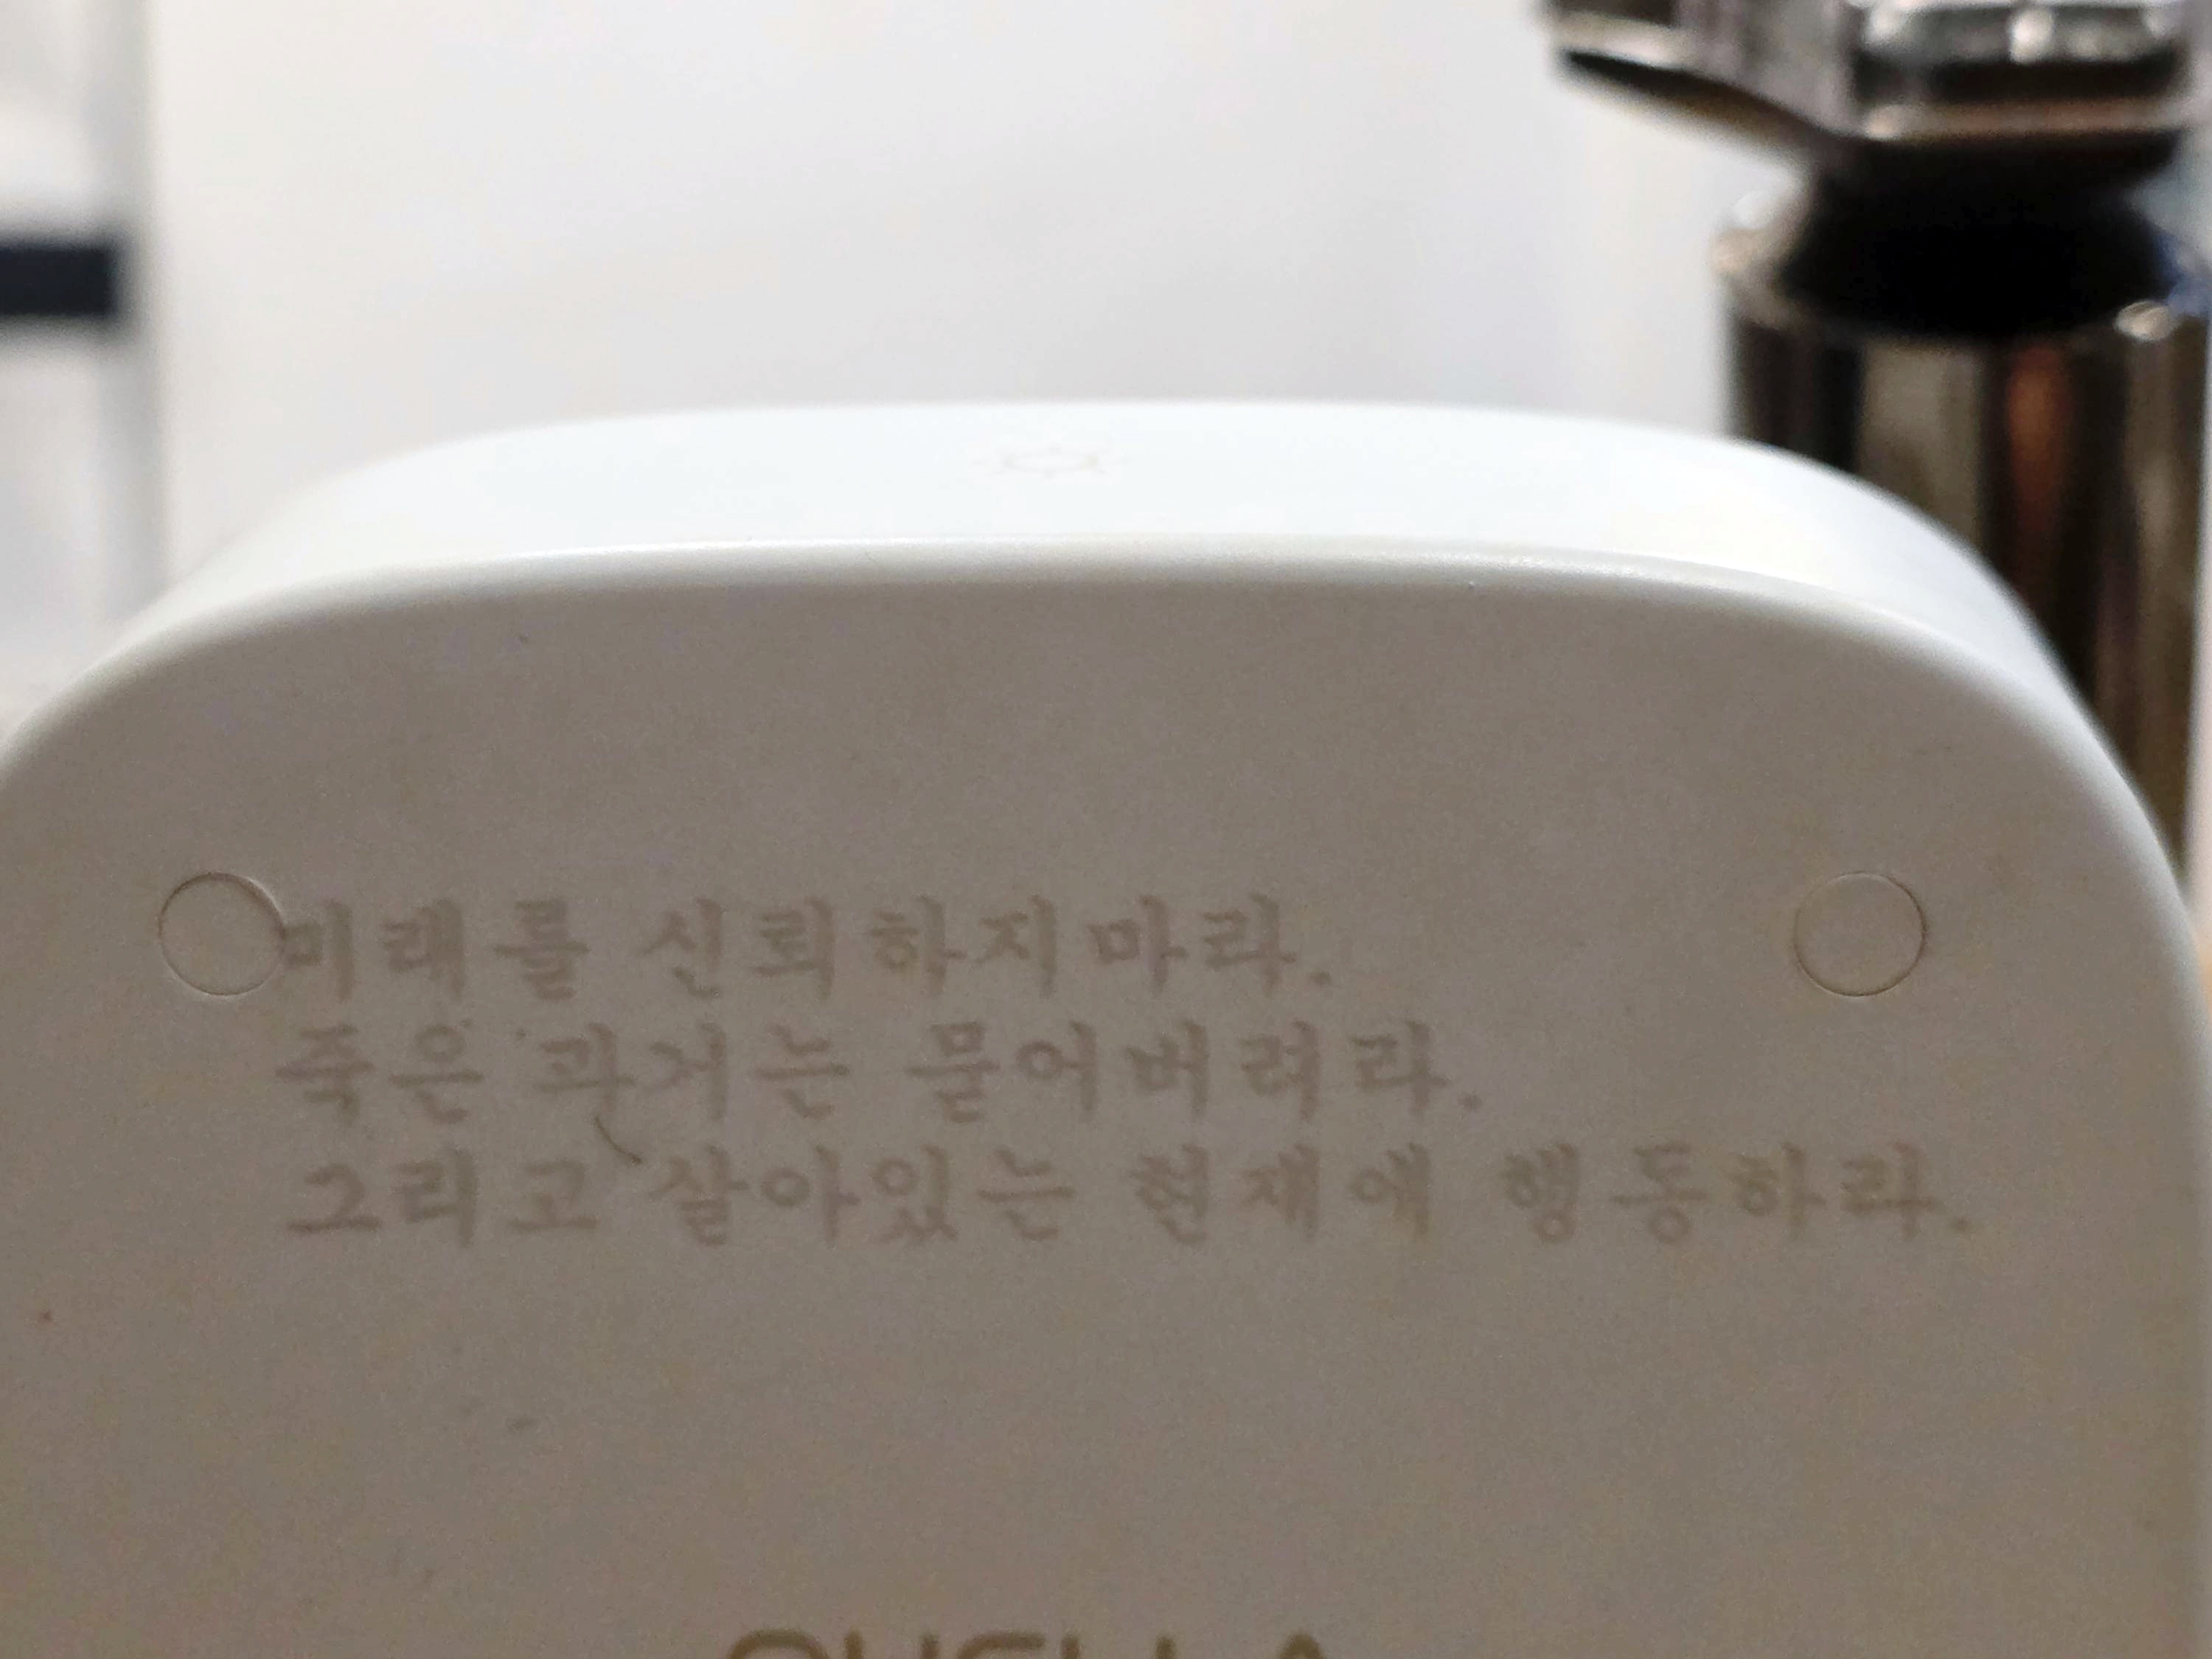 미래를 신퇴하지마라.
죽은 과거는 묻어버려라.
그리고 살아있는 현재에 행동하라.